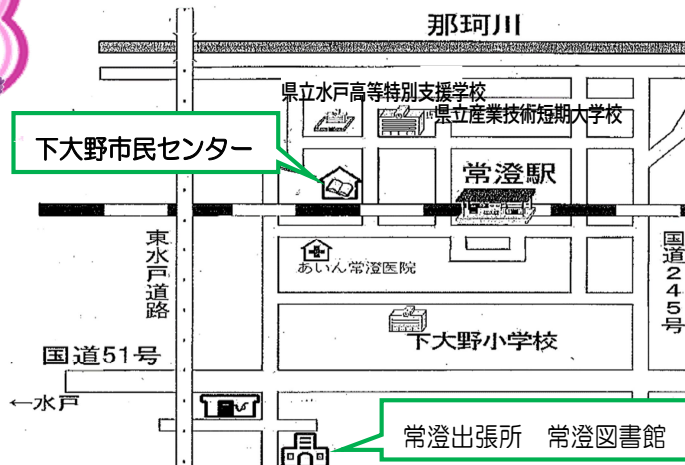 那珂川
県立水戸高等特別支援学校
県立産業技術短期大学校
下大野市民センター
常澄駅
東水戸道路
国道245号
あいん常澄医院
下大野小学校
国道51号
←水戸
常澄出張所 常澄図書館